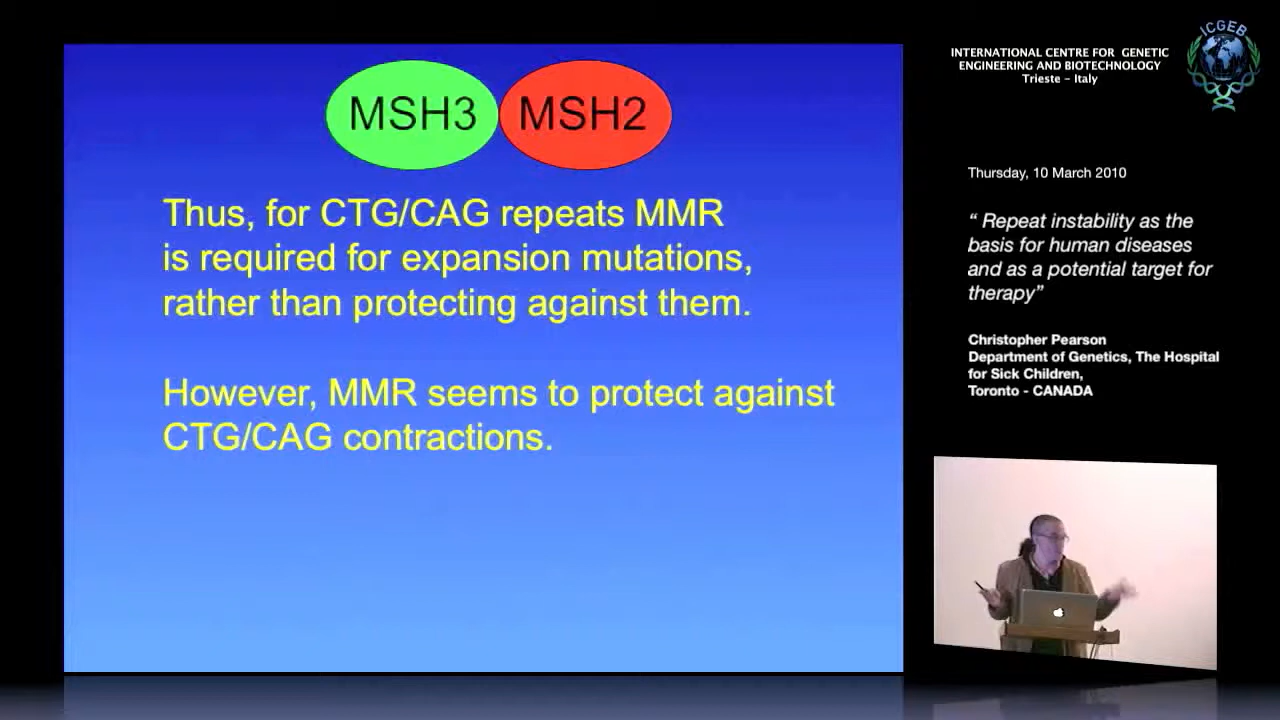 MSH3 MSH2
Thus, for CTG/CAG repeats MMR
is required for expansion mutations,
rather than protecting against them.
However, MMR seems to protect against
CTG/CAG contractions.
INTERNATIONAL CENTRE FOR GENETIC
ENGINEERING AND BIOTECHNOLOGY
Trieste - Italy
ICGEB
Thursday, 10 March 2010
“ Repeat instability as the
basis for human diseases
and as a potential target for
therapy”
Christopher Pearson
Department of Genetics, The Hospital
for Sick Children,
Toronto - CANADA